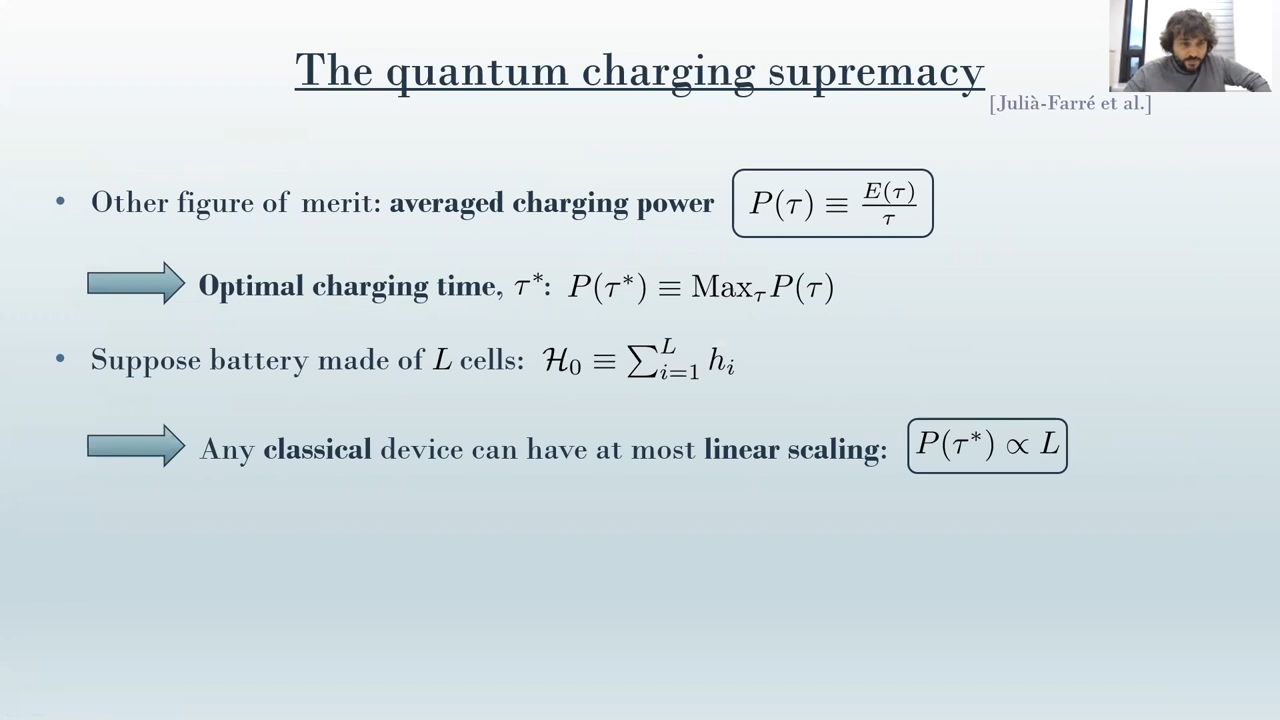 The quantum charging supremacy
[Julià-Farré et al.]
• Other figure of merit: averaged charging power P(τ) ≡ E(τ)/τ
Optimal charging time, τ*: P(τ*) ≡ Max_τ P(τ)
• Suppose battery made of L cells: ℋ₀ ≡ ∑_{i=1}^{L} h_i
Any classical device can have at most linear scaling: P(τ*) ∝ L